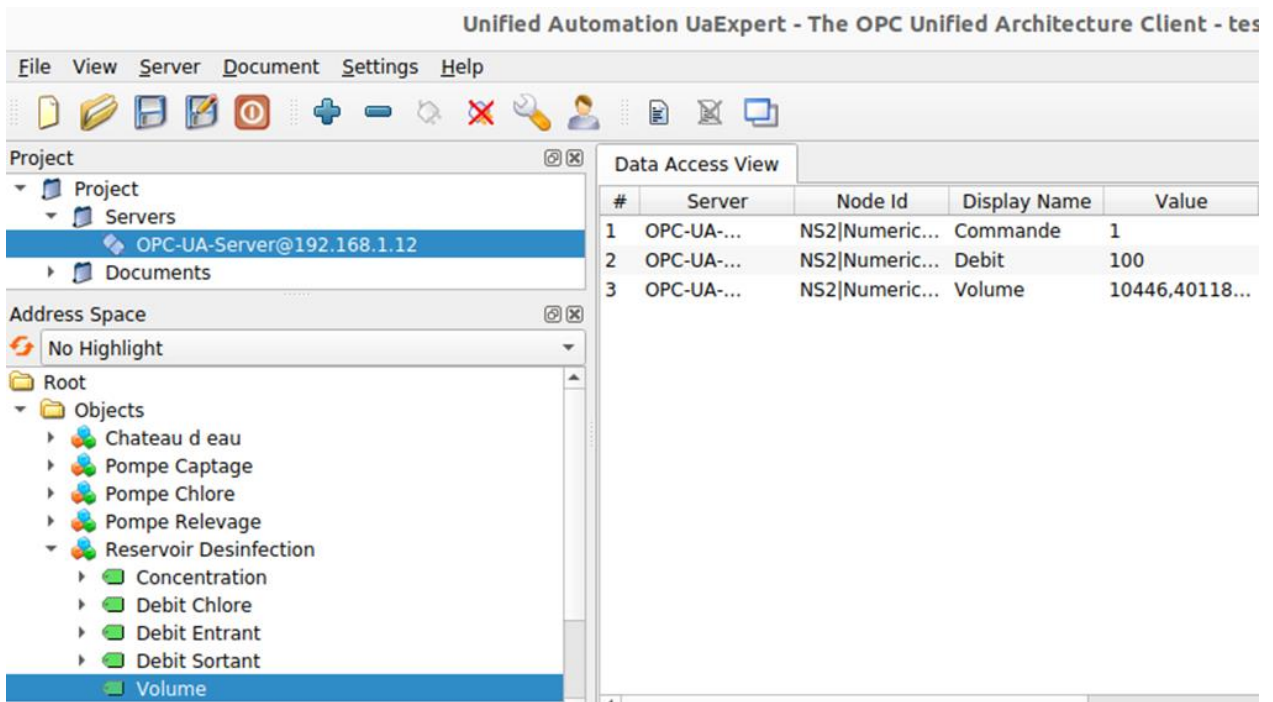 Unified Automation UaExpert - The OPC Unified Architecture Client - tes
File View Server Document Settings Help
Project
Project
Servers
OPC-UA-Server@192.168.1.12
Documents
Address Space
No Highlight
Root
Objects
Chateau d eau
Pompe Captage
Pompe Chlore
Pompe Relevage
Reservoir Desinfection
Concentration
Debit Chlore
Debit Entrant
Debit Sortant
Volume
Data Access View
# Server Node Id Display Name Value
1 OPC-UA-... NS2|Numeric... Commande 1
2 OPC-UA-... NS2|Numeric... Debit 100
3 OPC-UA-... NS2|Numeric... Volume 10446,40118...